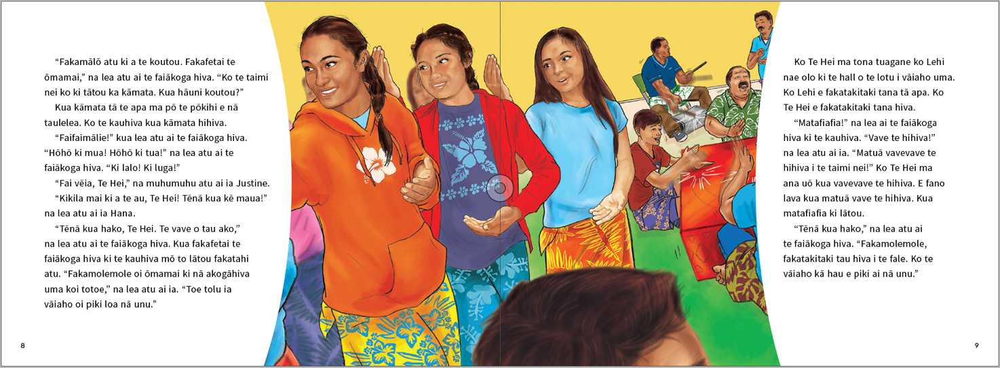 “Fakamālō atu ki a te koutou. Fakafetai te
ōmamai,” na lea atu ai te faiākoga hiva. “Ko te taimi
nei ko ki tātou ka kāmata. Kua hāuni koutou?”
Kua kāmata tā te apa ma pō te pōkihi e nā
taulelea. Ko te kauhiva kua kāmata hihiva.
“Faifaimālie!” kua lea atu ai te faiākoga hiva.
“Hōhō ki mua! Hōhō ki tua!” na lea atu ai te
faiākoga hiva. “Ki lalo! Ki luga!”
“Fai vēia, Te Hei,” na muhumuhu atu ai ia Justine.
“Kikila mai ki a te au, Te Hei! Tēnā kua kē maua!”
na lea atu ai ia Hana.
“Tēnā kua hako, Te Hei. Te vave o tau ako,”
na lea atu ai te faiākoga hiva. Kua fakafetai te
faiākoga hiva ki te kauhiva mō to lātou fakatahi
atu. “Fakamolemole oi ōmamai ki nā akogāhiva
uma koi totoe,” na lea atu ai ia. “Toe tolu ia
vāiaho oi piki loa nā unu.”
8
Ko Te Hei ma tona tuagane ko Lehi
nae olo ki te hall o te lotu i vāiaho uma.
Ko Lehi e fakatakitaki tana tā apa. Ko
Te Hei e fakatakitaki tana hiva.
“Matafiafia!” na lea ai te faiākoga
hiva ki te kauhiva. “Vave te hihiva!”
na lea atu ai ia. “Matuā vavevave te
hihiva i te taimi nei!” Ko Te Hei ma
ana uō kua vavevave te hihiva. E fano
lava kua matuā vave te hihiva. Kua
matafiafia ki lātou.
“Tēnā kua hako,” na lea atu ai
te faiākoga hiva. “Fakamolemole,
fakatakitaki tau hiva i te fale. Ko te
vāiaho kā hau e piki ai nā unu.”
9